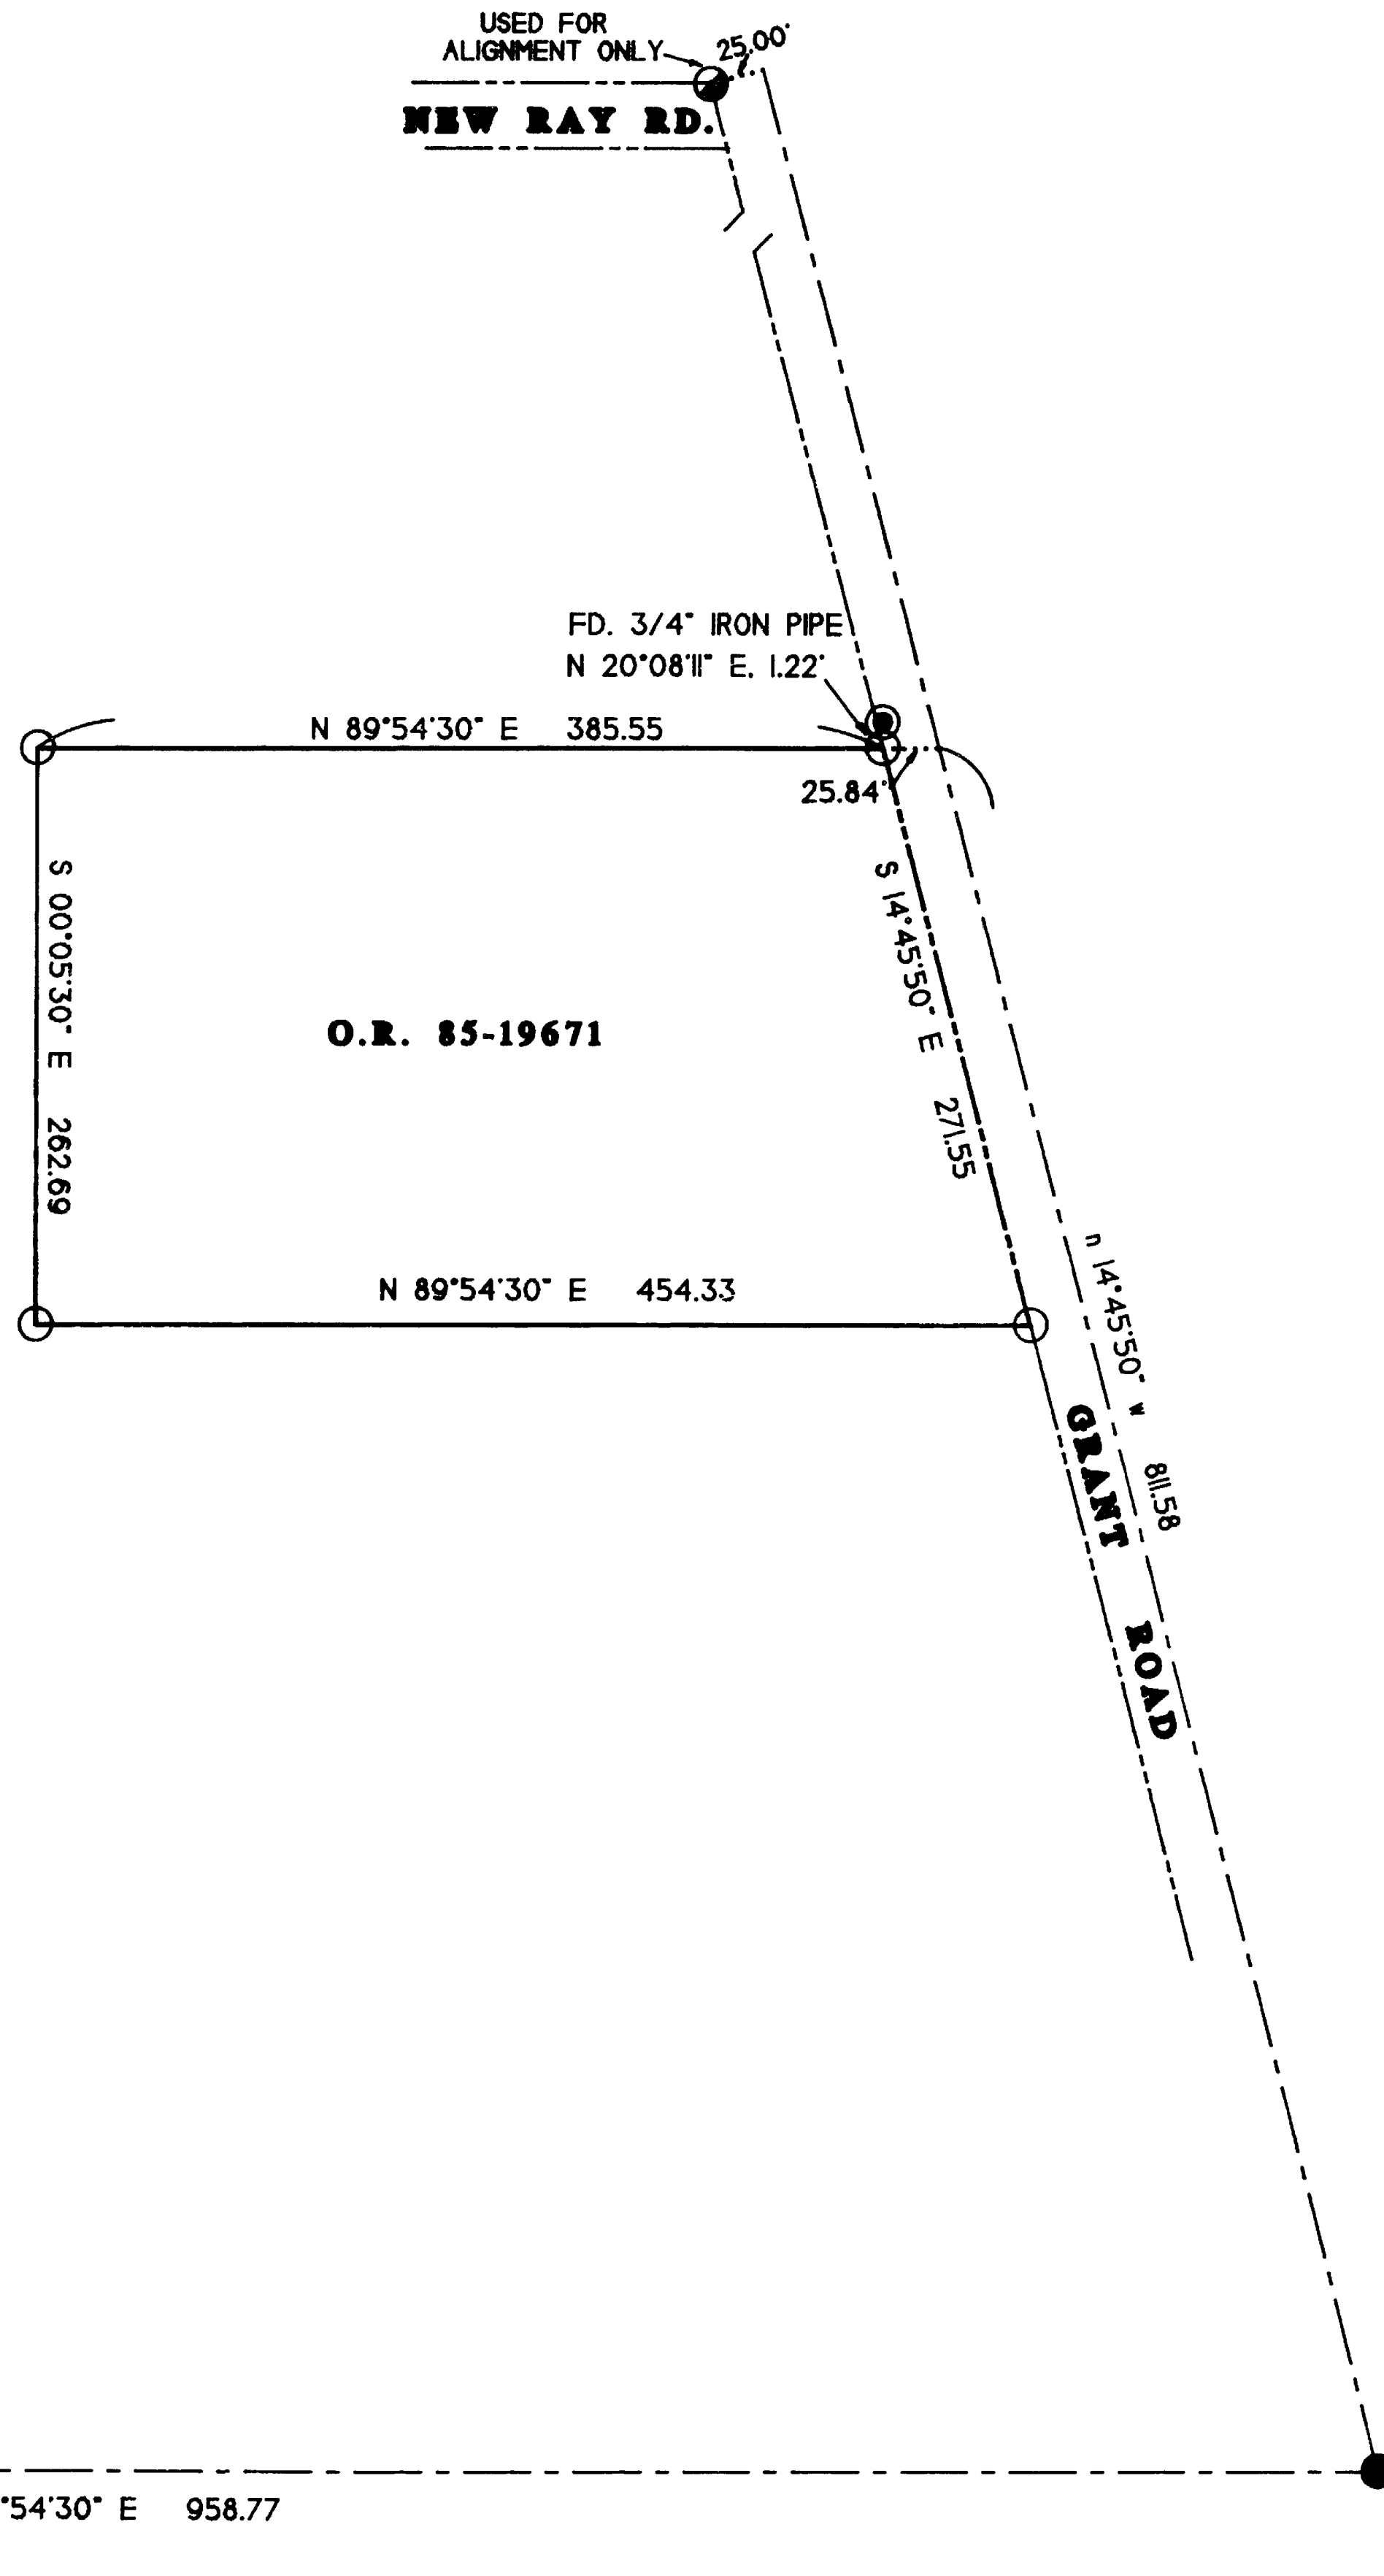 USED FOR
ALIGNMENT ONLY
25.00'
NEW RAY RD.
FD. 3/4" IRON PIPE
N 20°08'11" E, 1.22'
N 89°54'30" E 385.55
25.84'
S 00°05'30" E 262.69
S 14°45'50" E 271.55
O.R. 85-19671
N 89°54'30" E 454.33
n 14°45'50" w 811.58
GRANT ROAD
°54'30" E 958.77